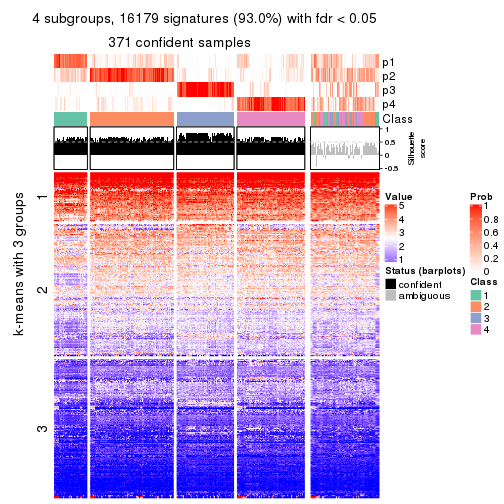 4 subgroups, 16179 signatures (93.0%) with fdr < 0.05
371 confident samples
p1
p2
p3
p4
Class
1
0.5
0
-0.5
Silhouette
score
k-means with 3 groups
1
2
3
Value
5
4
3
2
1
Status (barplots)
confident
ambiguous
Prob
1
0.8
0.6
0.4
0.2
0
Class
1
2
3
4